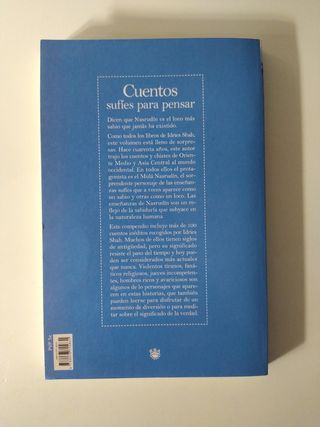 Cuentos
sufíes para pensar
Dicen que Nasrudín es el loco más
sabio que jamás ha existido.
Como todos los libros de Idries Shah,
este volumen está lleno de sorpre-
sas. Hace cuarenta años, este autor
trajo los cuentos y chistes de Orien-
te Medio y Asia Central al mundo
occidental. En todos ellos el prota-
gonista es el Mulá Nasrudín, el sor-
prendente personaje de las enseñan-
zas sufíes que a veces aparece como
un sabio y otras como un loco. Las
enseñanzas de Nasrudín son un re-
flejo de la sabiduría que subyace en
la naturaleza humana.
Este compendio incluye más de 100
cuentos inéditos recogidos por Idries
Shah. Muchos de ellos tienen siglos
de antigüedad, pero su significado
resiste el paso del tiempo y hoy pue-
den ser considerados más actuales
que nunca. Violentos tiranos, faná-
ticos religiosos, jueces incompeten-
tes, hombres ricos y avariciosos son
algunos de lo personajes que apare-
cen en estas historias, que también
pueden leerse para disfrutar de un
momento de diversión o para medi-
tar sobre el significado de la verdad.